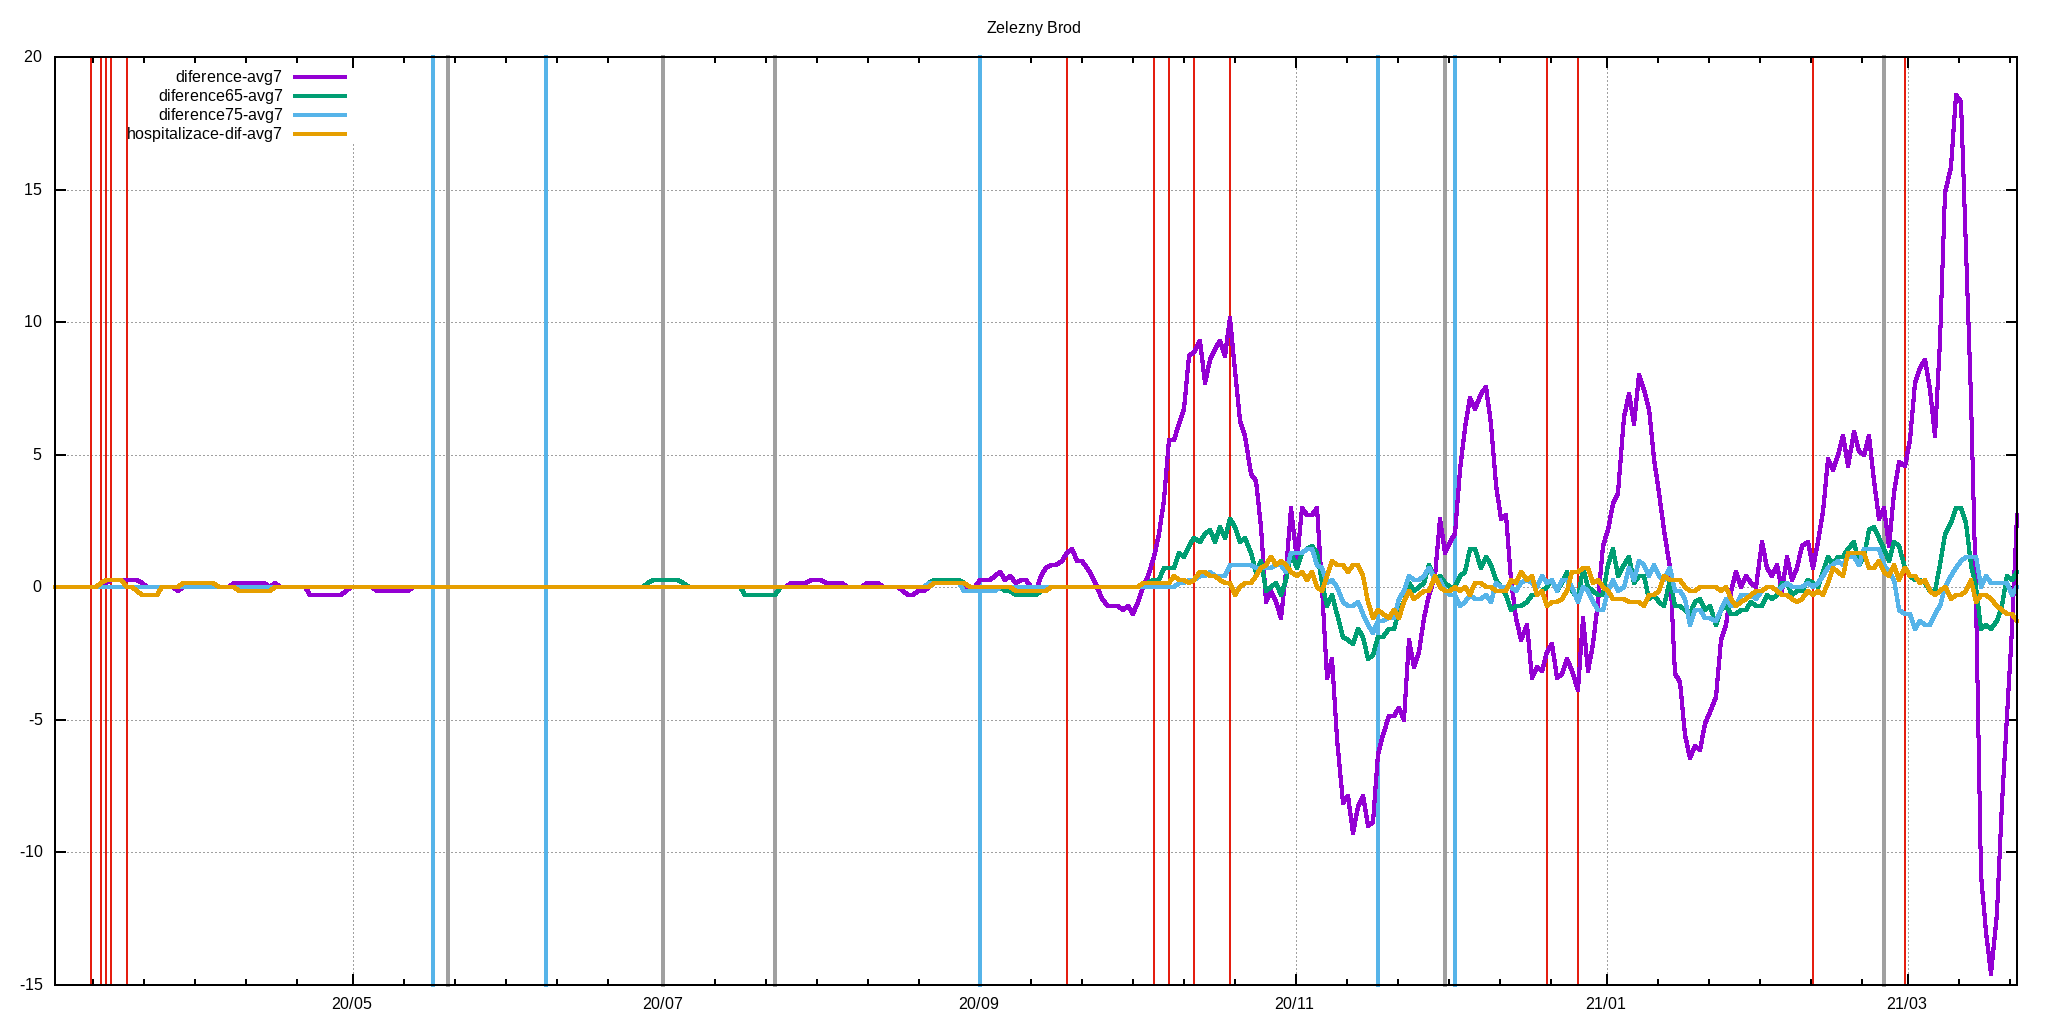 Zelezny Brod
diference-avg7
diference65-avg7
diference75-avg7
hospitalizace-dif-avg7
20
15
10
5
0
-5
-10
-15
20/05 20/07 20/09 20/11 21/01 21/03